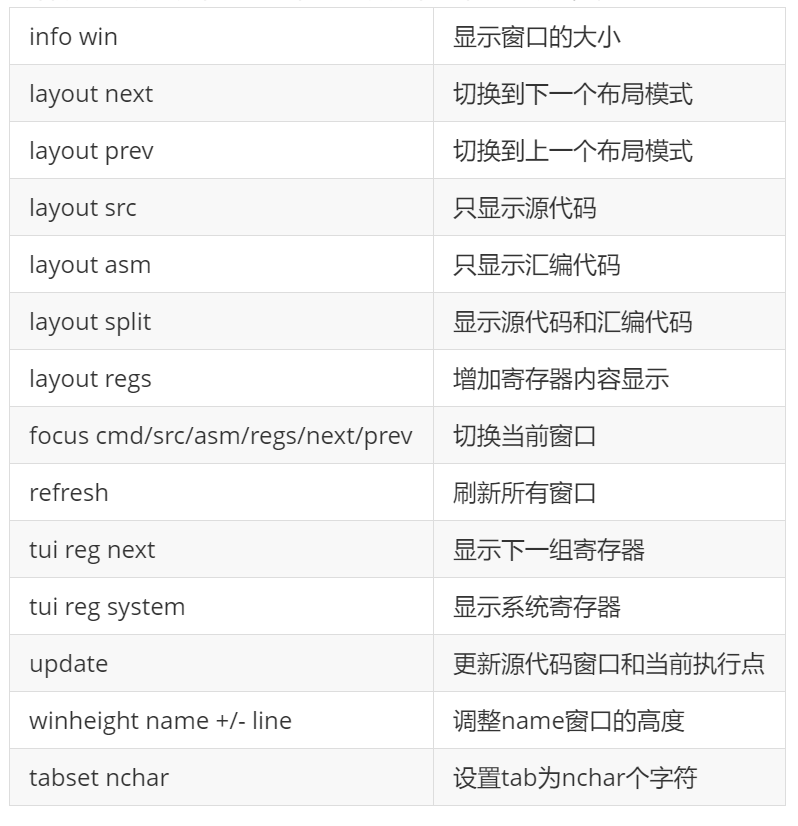 info win 显示窗口的大小
layout next 切换到下一个布局模式
layout prev 切换到上一个布局模式
layout src 只显示源代码
layout asm 只显示汇编代码
layout split 显示源代码和汇编代码
layout regs 增加寄存器内容显示
focus cmd/src/asm/regs/next/prev 切换当前窗口
refresh 刷新所有窗口
tui reg next 显示下一组寄存器
tui reg system 显示系统寄存器
update 更新源代码窗口和当前执行点
winheight name +/- line 调整name窗口的高度
tabset nchar 设置tab为nchar个字符